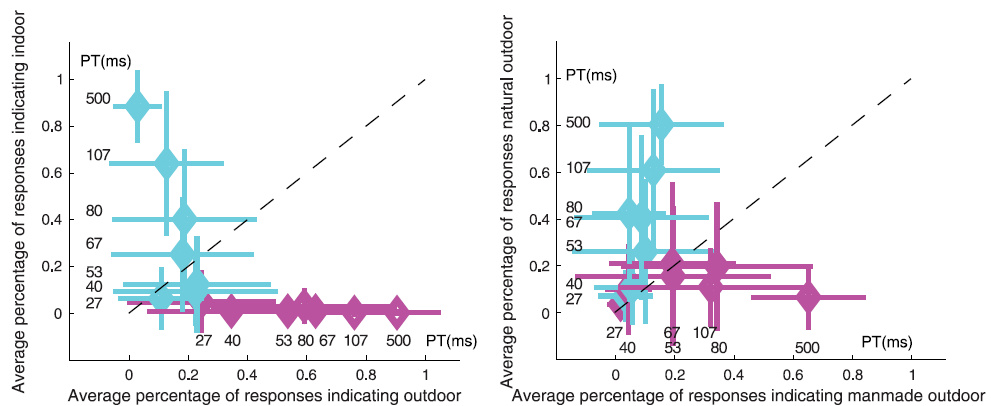 Average percentage of responses indicating indoor
PT(ms)
1
0.8
0.6
0.4
0.2
0
500
107
80
67
53
40
27
27 40 53 80 67 107 500 PT(ms)
0 0.2 0.4 0.6 0.8 1
Average percentage of responses indicating outdoor
Average percentage of responses natural outdoor
PT(ms)
1
0.8
0.6
0.4
0.2
0
500
107
80
67
53
40
27
27 67 107
40 53 80 500 PT(ms)
0 0.2 0.4 0.6 0.8 1
Average percentage of responses indicating manmade outdoor